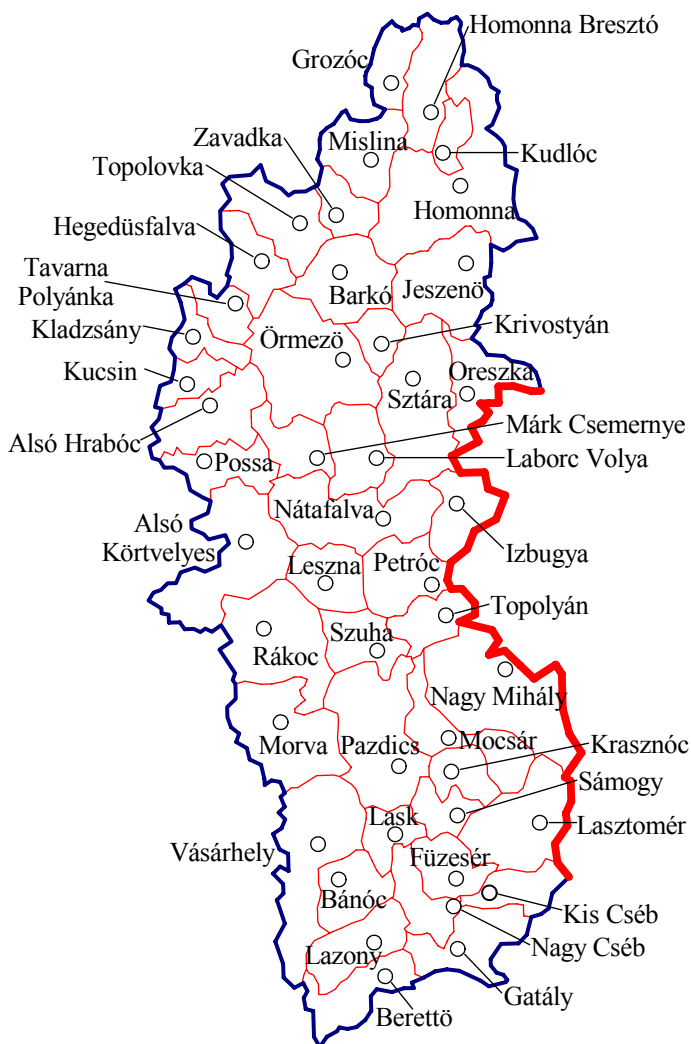 Homonna Bresztó
Grozóc
Zavadka
Mislina
Kudlóc
Topolovka
Homonna
Hegedüsfalva
Tavarna
Polyánka
Barkó
Jeszenö
Kladzsány
Örmezö
Krivostyán
Kucsin
Oreszka
Sztára
Alsó Hrabóc
Márk Csemernye
Possa
Laborc Volya
Nátafalva
Alsó
Körtvelyes
Izbugya
Leszna
Petróc
Topolyán
Szuha
Rákoc
Nagy Mihály
Morva
Pazdics
Mocsár
Krasznóc
Sámogy
Lask
Lasztomér
Vásárhely
Füzesér
Bánóc
Kis Cséb
Nagy Cséb
Lazony
Gatály
Berettö